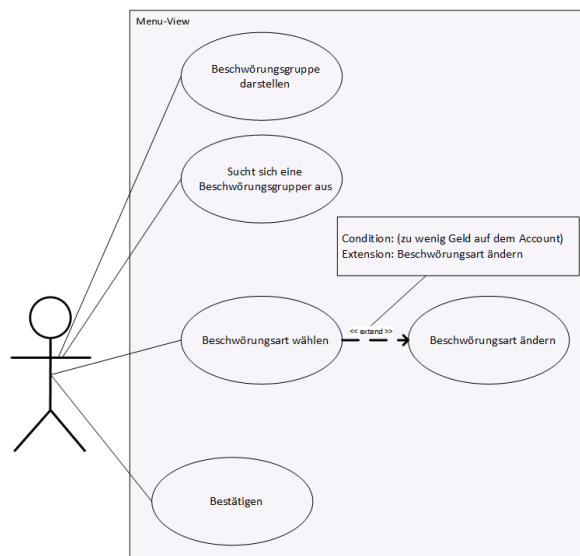 Menu-View
Beschwörungsgruppe
darstellen
Sucht sich eine
Beschwörungsgrupper aus
Condition: (zu wenig Geld auf dem Account)
Extension: Beschwörungsart ändern
Beschwörungsart wählen
<< extend >>
Beschwörungsart ändern
Bestätigen